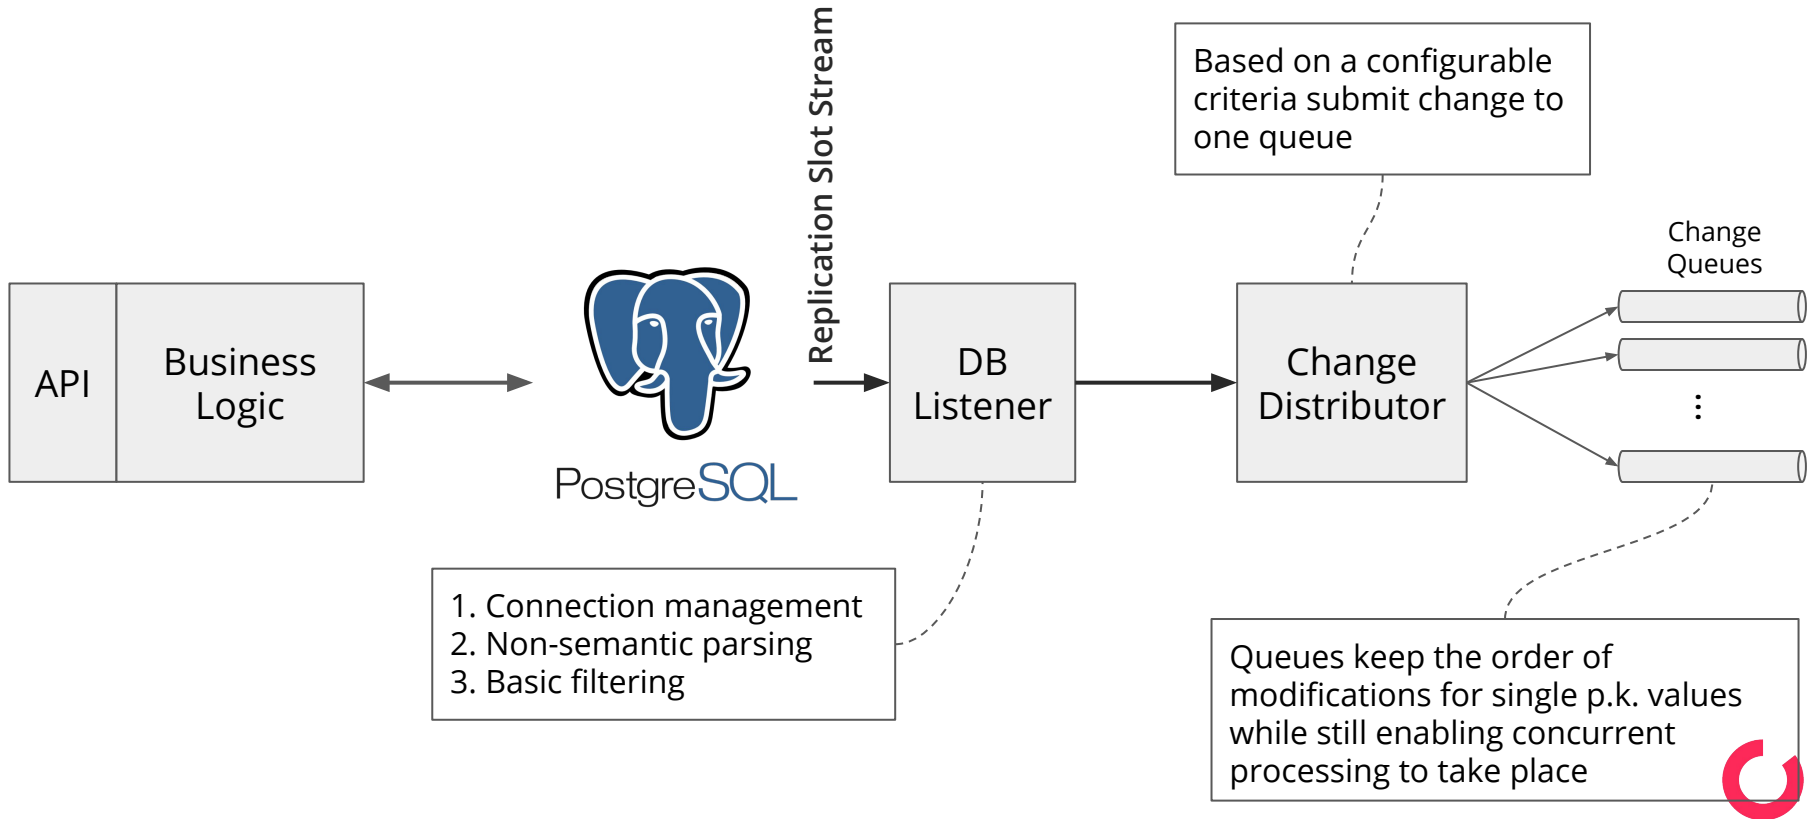 Replication Slot Stream
Based on a configurable
criteria submit change to
one queue
Change
Queues
API
Business
Logic
PostgreSQL
DB
Listener
Change
Distributor
...
1. Connection management
2. Non-semantic parsing
3. Basic filtering
Queues keep the order of
modifications for single p.k. values
while still enabling concurrent
processing to take place